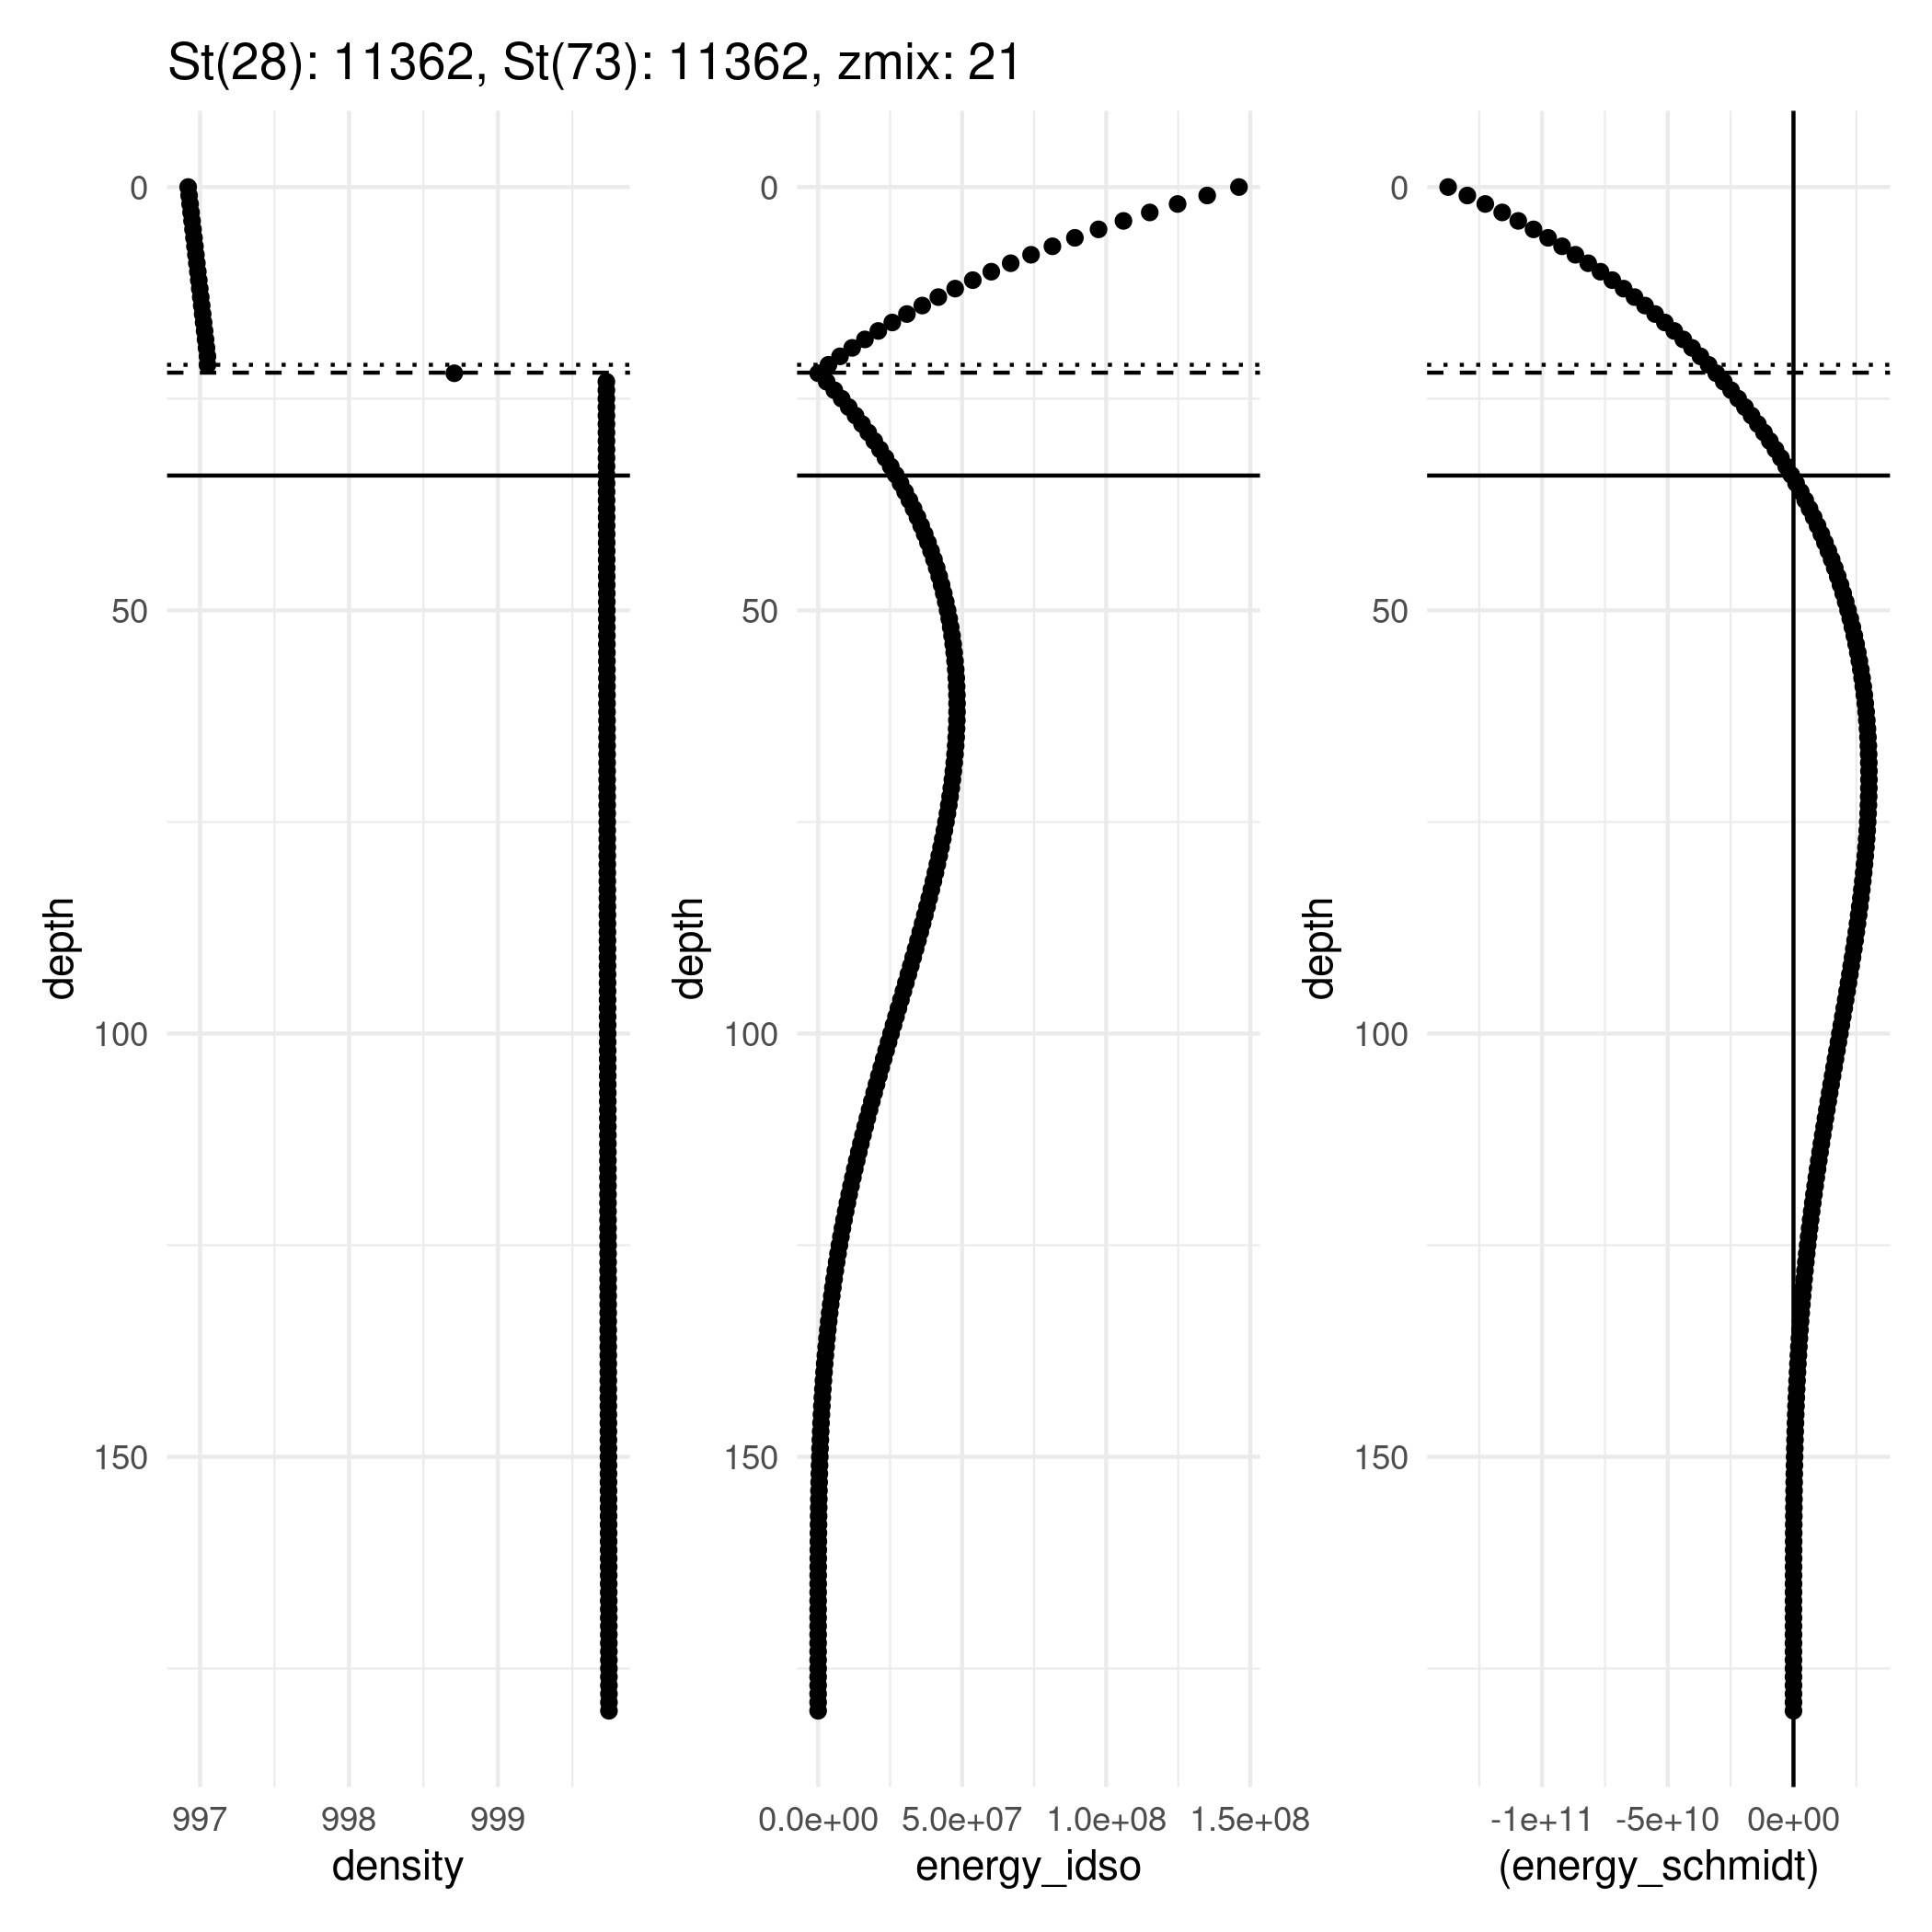 St(28): 11362, St(73): 11362, zmix: 21
0
50
100
150
depth
997 998 999
density
0
50
100
150
depth
0.0e+00 5.0e+07 1.0e+08 1.5e+08
energy_idso
0
50
100
150
depth
-1e+11 -5e+10 0e+00
(energy_schmidt)